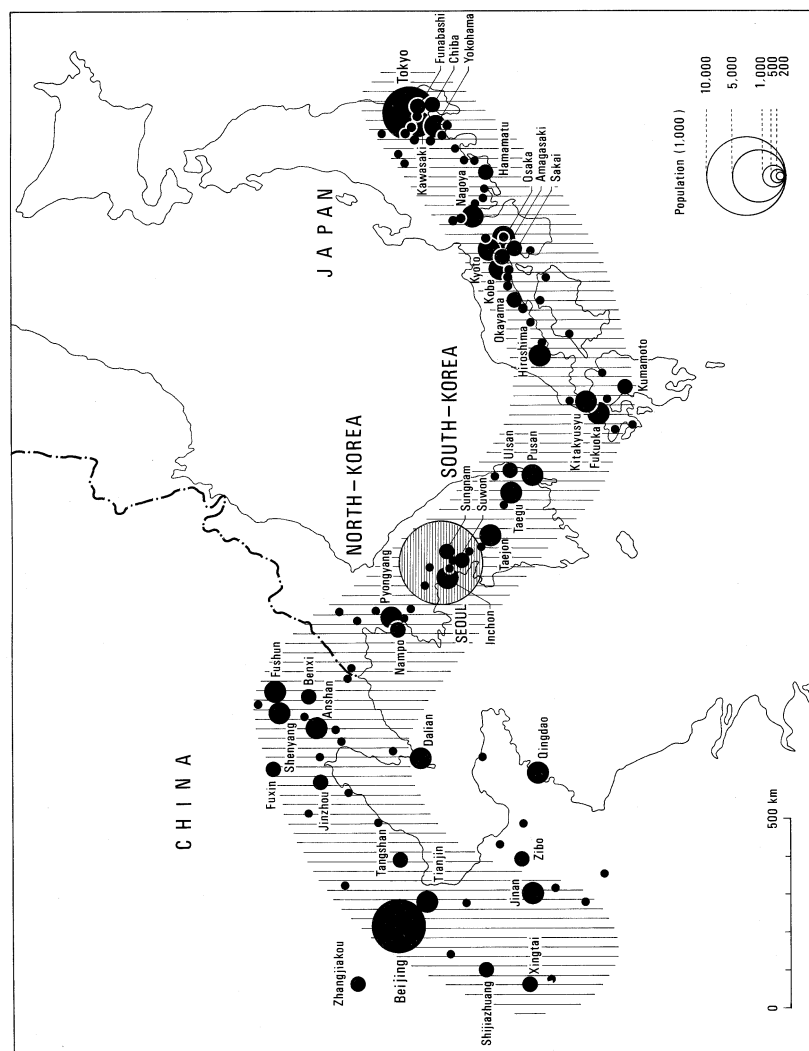 CHINA
NORTH-KOREA
SOUTH-KOREA
JAPAN
Zhangjiakou
Beijing
Shijiazhuang
Xingtai
Tangshan
Tianjin
Jinan
Zibo
Qingdao
Fuxin
Jinzhou
Shenyang
Fushun
Benxi
Anshan
Dalian
Pyongyang
Nampo
SEOUL
Inchon
Sungnam
Suwon
Taejon
Taegu
Ulsan
Pusan
Kitakyusyu
Fukuoka
Kumamoto
Hiroshima
Okayama
Kobe
Kyoto
Osaka
Amagasaki
Sakai
Nagoya
Hamamatu
Kawasaki
Tokyo
Funabashi
Chiba
Yokohama
Population (1,000)
10,000
5,000
1,000
500
200
500 km
0